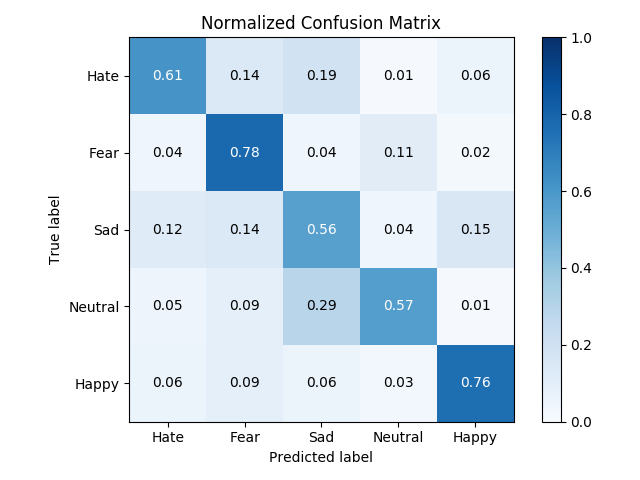 Normalized Confusion Matrix
True label
Hate 0.61 0.14 0.19 0.01 0.06
Fear 0.04 0.78 0.04 0.11 0.02
Sad 0.12 0.14 0.56 0.04 0.15
Neutral 0.05 0.09 0.29 0.57 0.01
Happy 0.06 0.09 0.06 0.03 0.76
Hate Fear Sad Neutral Happy
Predicted label
1.0
0.8
0.6
0.4
0.2
0.0